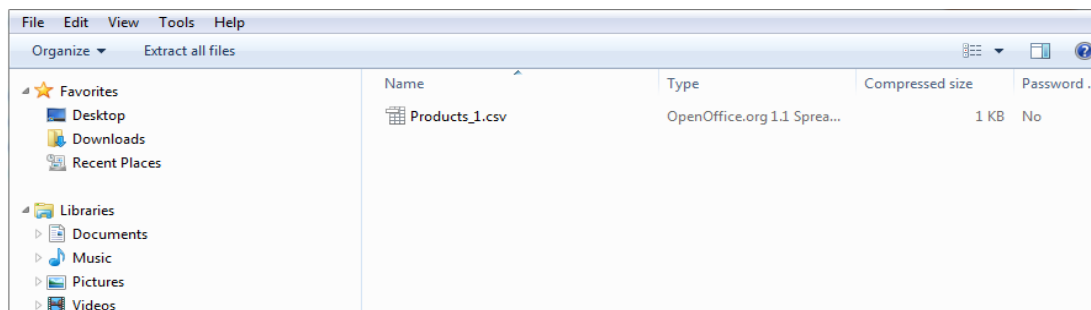 File Edit View Tools Help
Organize Extract all files
Name Type Compressed size Password .
Favorites
Desktop
Downloads
Recent Places
Libraries
Documents
Music
Pictures
Videos
Products_1.csv OpenOffice.org 1.1 Sprea... 1 KB No